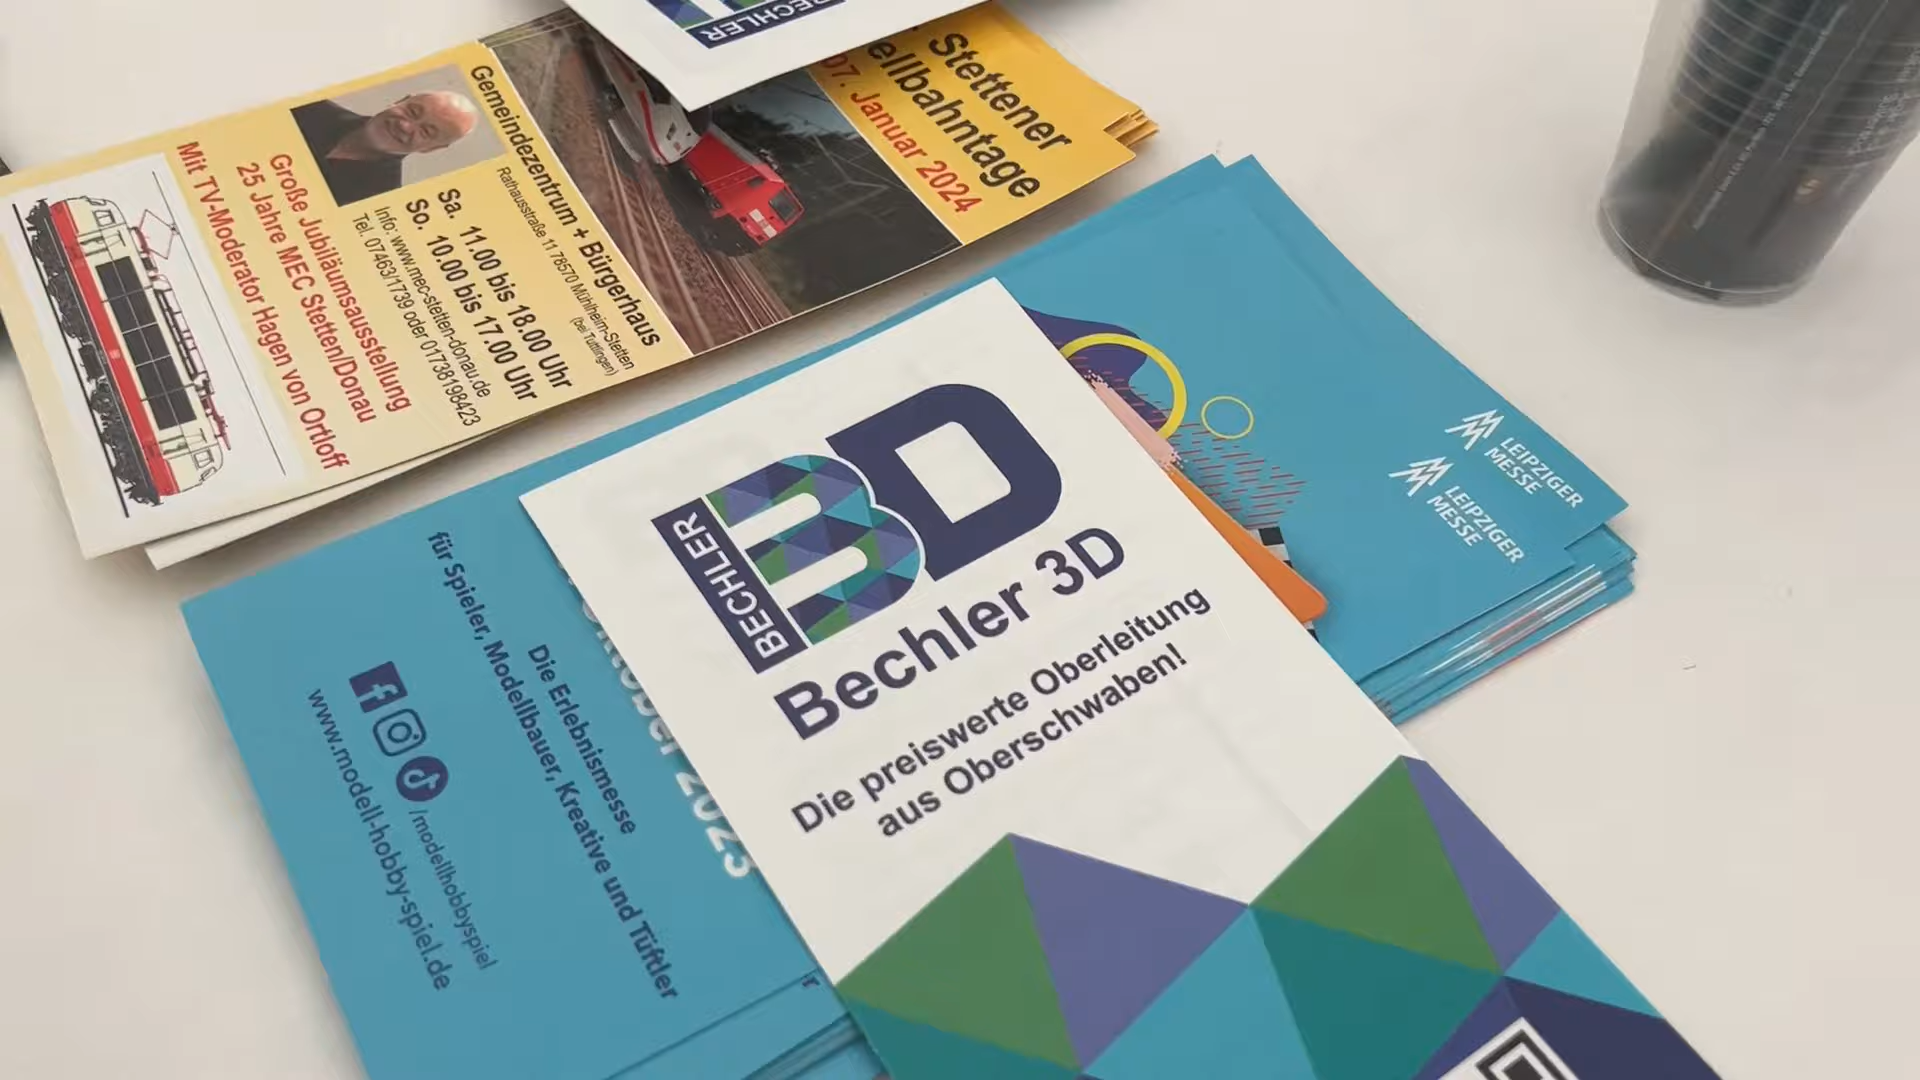 BECHLER
Stettener
ellbahntage
07. Januar 2024
Gemeindezentrum + Bürgerhaus
Rathausstraße 11 78570 Mühlheim-Stetten
(bei Tuttlingen)
Sa. 11.00 bis 18.00 Uhr
So. 10.00 bis 17.00 Uhr
Info: www.mec-stetten-donau.de
Tel. 07463/1739 oder 01738198423
Große Jubiläumsausstellung
25 Jahre MEC Stetten/Donau
Mit TV-Moderator Hagen von Ortloff
LEIPZIGER
MESSE
LEIPZIGER
MESSE
BECHLER
3D
Bechler 3D
Die preiswerte Oberleitung
aus Oberschwaben!
2023
Die Erlebnismesse
für Spieler, Modellbauer, Kreative und Tüftler
/modellhobbyspiel
www.modell-hobby-spiel.de